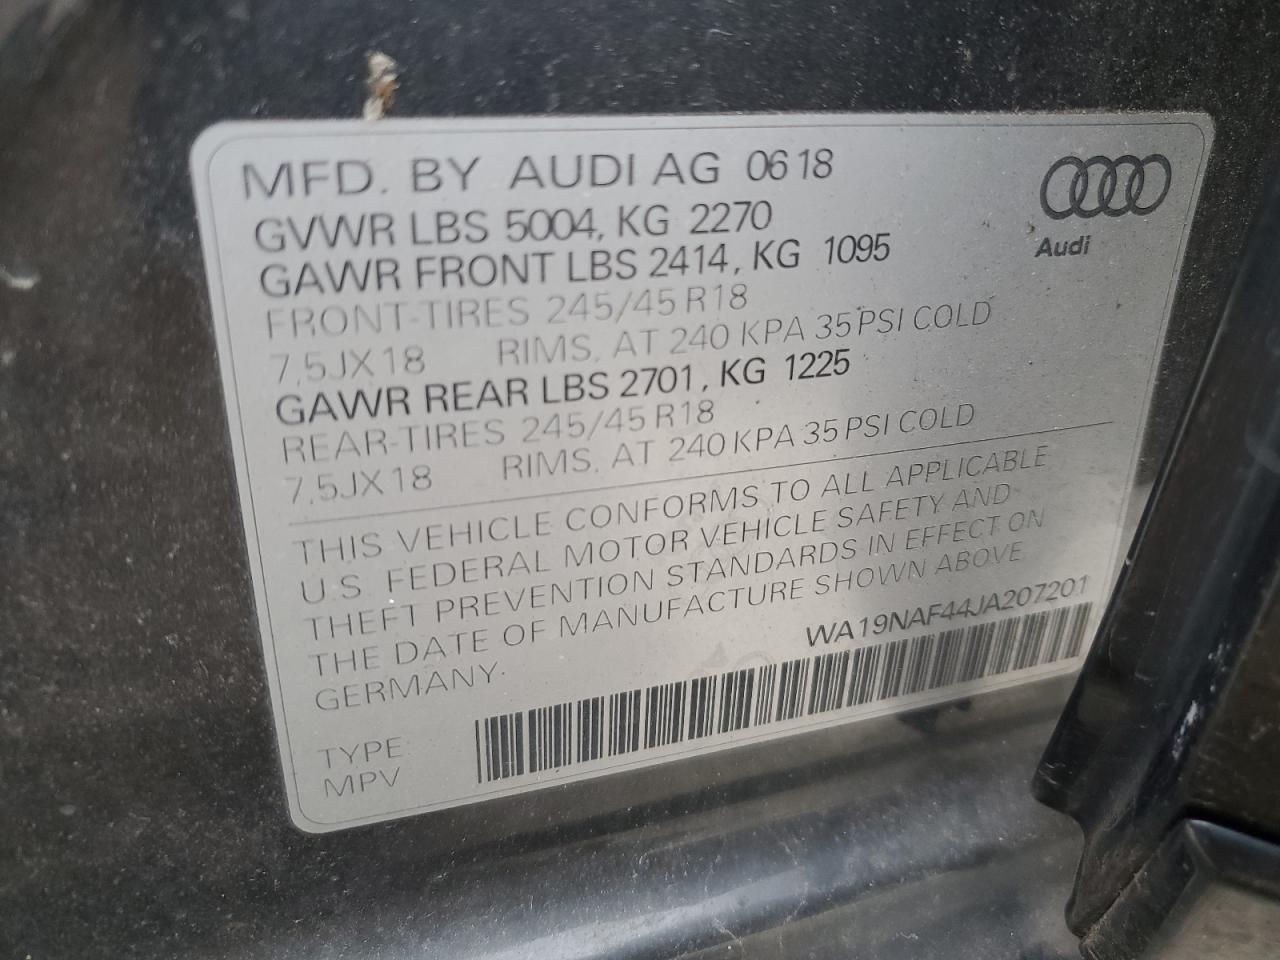 MFD. BY AUDI AG 06 18
GVWR LBS 5004, KG 2270
GAWR FRONT LBS 2414, KG 1095
FRONT-TIRES 245/45 R18
7,5JX18 RIMS. AT 240 KPA 35 PSI COLD
GAWR REAR LBS 2701, KG 1225
REAR-TIRES 245/45 R18
7,5JX18 RIMS. AT 240 KPA 35 PSI COLD
THIS VEHICLE CONFORMS TO ALL APPLICABLE
U.S. FEDERAL MOTOR VEHICLE SAFETY AND
THEFT PREVENTION STANDARDS IN EFFECT ON
THE DATE OF MANUFACTURE SHOWN ABOVE
GERMANY.
WA19NAF44JA207201
TYPE
MPV
Audi